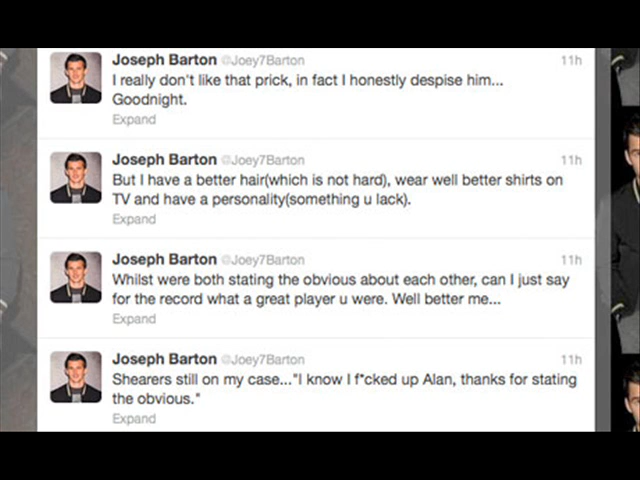 Joseph Barton @Joey7Barton 11h
I really don't like that prick, in fact I honestly despise him...
Goodnight.
Expand
Joseph Barton @Joey7Barton 11h
But I have a better hair(which is not hard), wear well better shirts on
TV and have a personality(something u lack).
Expand
Joseph Barton @Joey7Barton 11h
Whilst were both stating the obvious about each other, can I just say
for the record what a great player u were. Well better me...
Expand
Joseph Barton @Joey7Barton 11h
Shearers still on my case..."I know I f*cked up Alan, thanks for stating
the obvious."
Expand